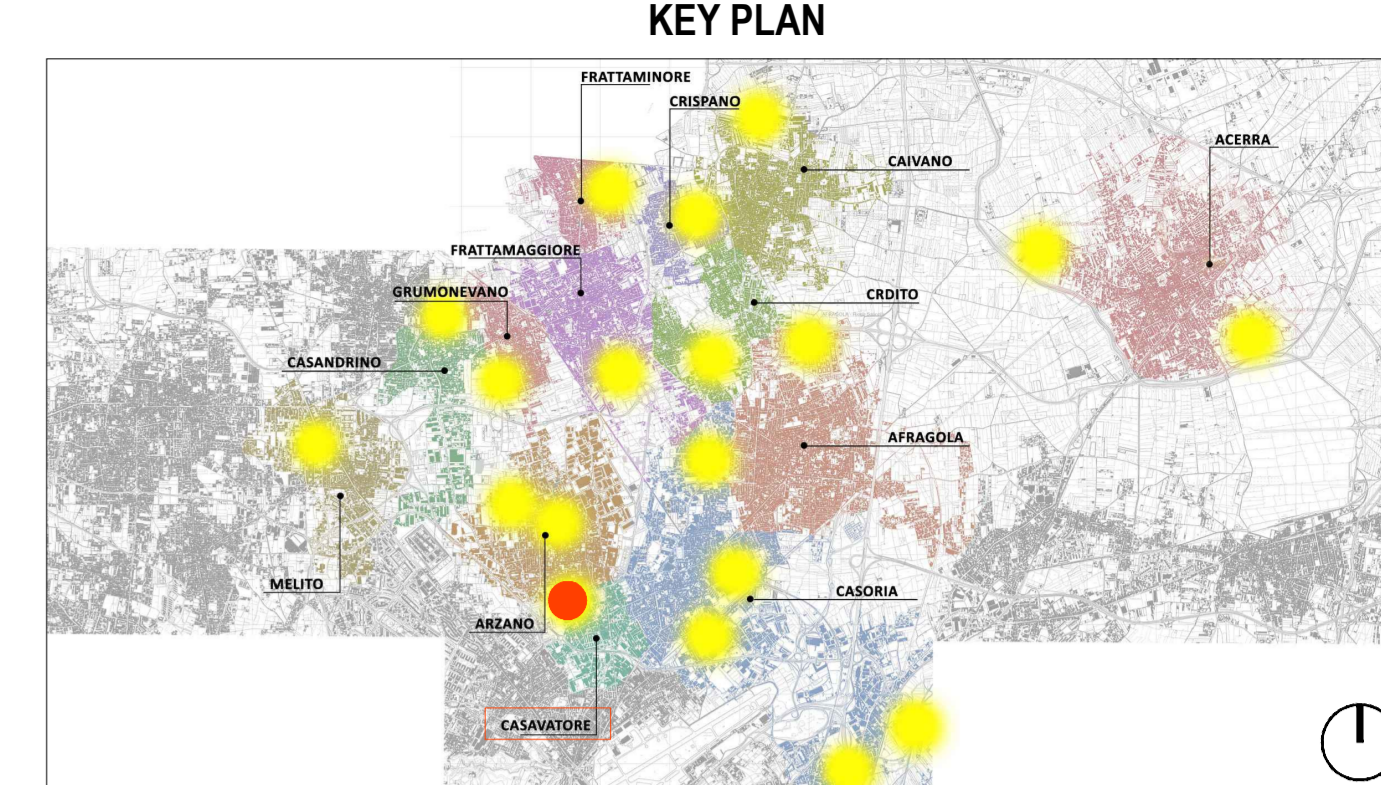 KEY PLAN
FRATTAMINORE
CRISPANO
ACERRA
CAIVANO
FRATTAMAGGIORE
GRUMONEVANO
CRDITO
CASANDRINO
AFRAGOLA
MELITO
CASORIA
ARZANO
CASAVATORE